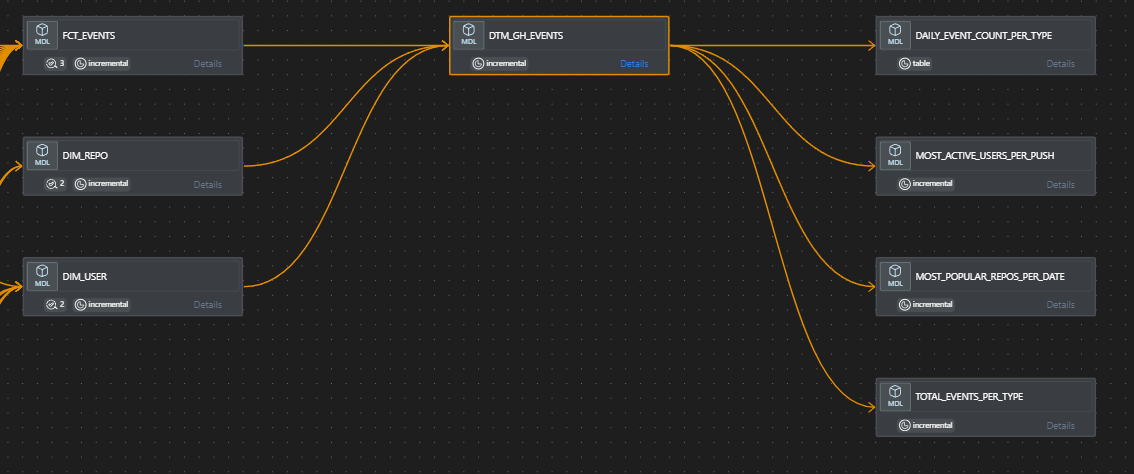 FCT_EVENTS
MDL
3 incremental Details
DTM_GH_EVENTS
MDL
incremental Details
DAILY_EVENT_COUNT_PER_TYPE
MDL
table Details
DIM_REPO
MDL
2 incremental Details
MOST_ACTIVE_USERS_PER_PUSH
MDL
incremental Details
DIM_USER
MDL
2 incremental Details
MOST_POPULAR_REPOS_PER_DATE
MDL
incremental Details
TOTAL_EVENTS_PER_TYPE
MDL
incremental Details